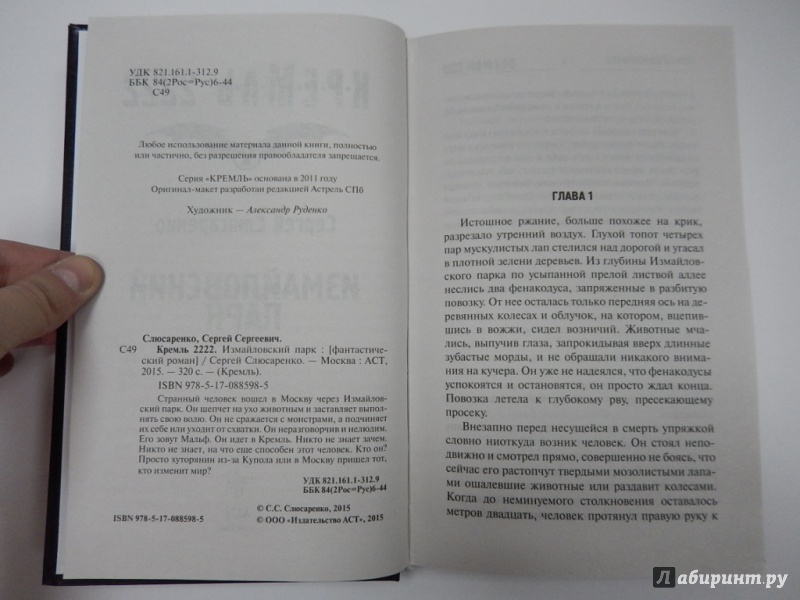 УДК 821.161.1-312.9
ББК 84(2Рос=Рус)6-44
С49
Любое использование материала данной книги, полностью
или частично, без разрешения правообладателя запрещается.
Серия «КРЕМЛЬ» основана в 2011 году
Оригинал-макет разработан редакцией Астрель СПб
Художник — Александр Руденко
Слюсаренко, Сергей Сергеевич.
С49 Кремль 2222. Измайловский парк : [фантастиче-
ский роман] / Сергей Слюсаренко. — Москва : АСТ,
2015. — 320 с. — (Кремль).
ISBN 978-5-17-088598-5
Странный человек вошел в Москву через Измайлов-
ский парк. Он шепчет на ухо животным и заставляет выпол-
нять свою волю. Он не сражается с монстрами, а подчиняет
их себе или уходит от схватки. Он неразговорчив и нелюдим.
Его зовут Мальф. Он идет в Кремль. Никто не знает зачем.
Никто не знает, на что еще способен этот человек. Кто он?
Просто хуторянин из-за Купола или в Москву пришел тот,
кто изменит мир?
УДК 821.161.1-312.9
ББК 84(2Рос=Рус)6-44
© С.С. Слюсаренко, 2015
ISBN 978-5-17-088598-5 © ООО «Издательство АСТ», 2015
ГЛАВА 1
Истошное ржание, больше похожее на крик,
разрезало утренний воздух. Глухой топот четырех
пар мускулистых лап стелился над дорогой и угасал
в плотной зелени деревьев. Из глубины Измайлов-
ского парка по усыпанной прелой листвой аллее
неслись два фенакодуса, запряженные в разбитую
повозку. От нее осталась только передняя ось на де-
ревянных колесах и облучок, на котором, вцепив-
шись в вожжи, сидел возничий. Животные мча-
лись, выпучив глаза, запрокидывая вверх длинные
зубастые морды, и не обращали никакого внима-
ния на кучера. Он уже не надеялся, что фенакодусы
успокоятся и остановятся, он просто ждал конца.
Повозка летела к глубокому рву, пересекающему
просеку.
Внезапно перед несущейся в смерть упряжкой
словно ниоткуда возник человек. Он стоял непо-
движно и смотрел прямо, совершенно не боясь, что
сейчас его растопчут твердыми мозолистыми лапа-
ми ошалевшие животные или раздавит колесами.
Когда до неминуемого столкновения оставалось
метров двадцать, человек протянул правую руку к
Лабиринт.ру